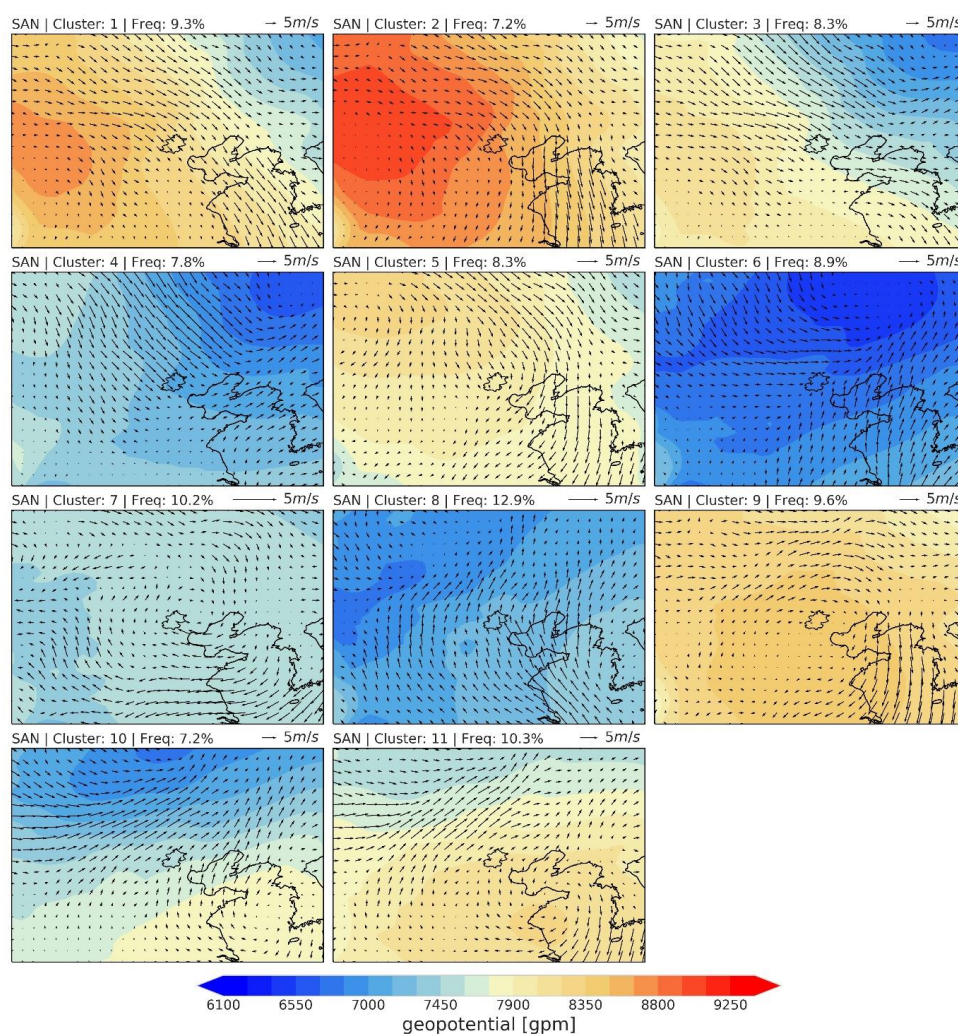 SAN | Cluster: 1 | Freq: 9.3% → 5m/s
SAN | Cluster: 2 | Freq: 7.2% → 5m/s
SAN | Cluster: 3 | Freq: 8.3% → 5m/s
SAN | Cluster: 4 | Freq: 7.8% → 5m/s
SAN | Cluster: 5 | Freq: 8.3% → 5m/s
SAN | Cluster: 6 | Freq: 8.9% → 5m/s
SAN | Cluster: 7 | Freq: 10.2% → 5m/s
SAN | Cluster: 8 | Freq: 12.9% → 5m/s
SAN | Cluster: 9 | Freq: 9.6% → 5m/s
SAN | Cluster: 10 | Freq: 7.2% → 5m/s
SAN | Cluster: 11 | Freq: 10.3% → 5m/s
6100 6550 7000 7450 7900 8350 8800 9250
geopotential [gpm]